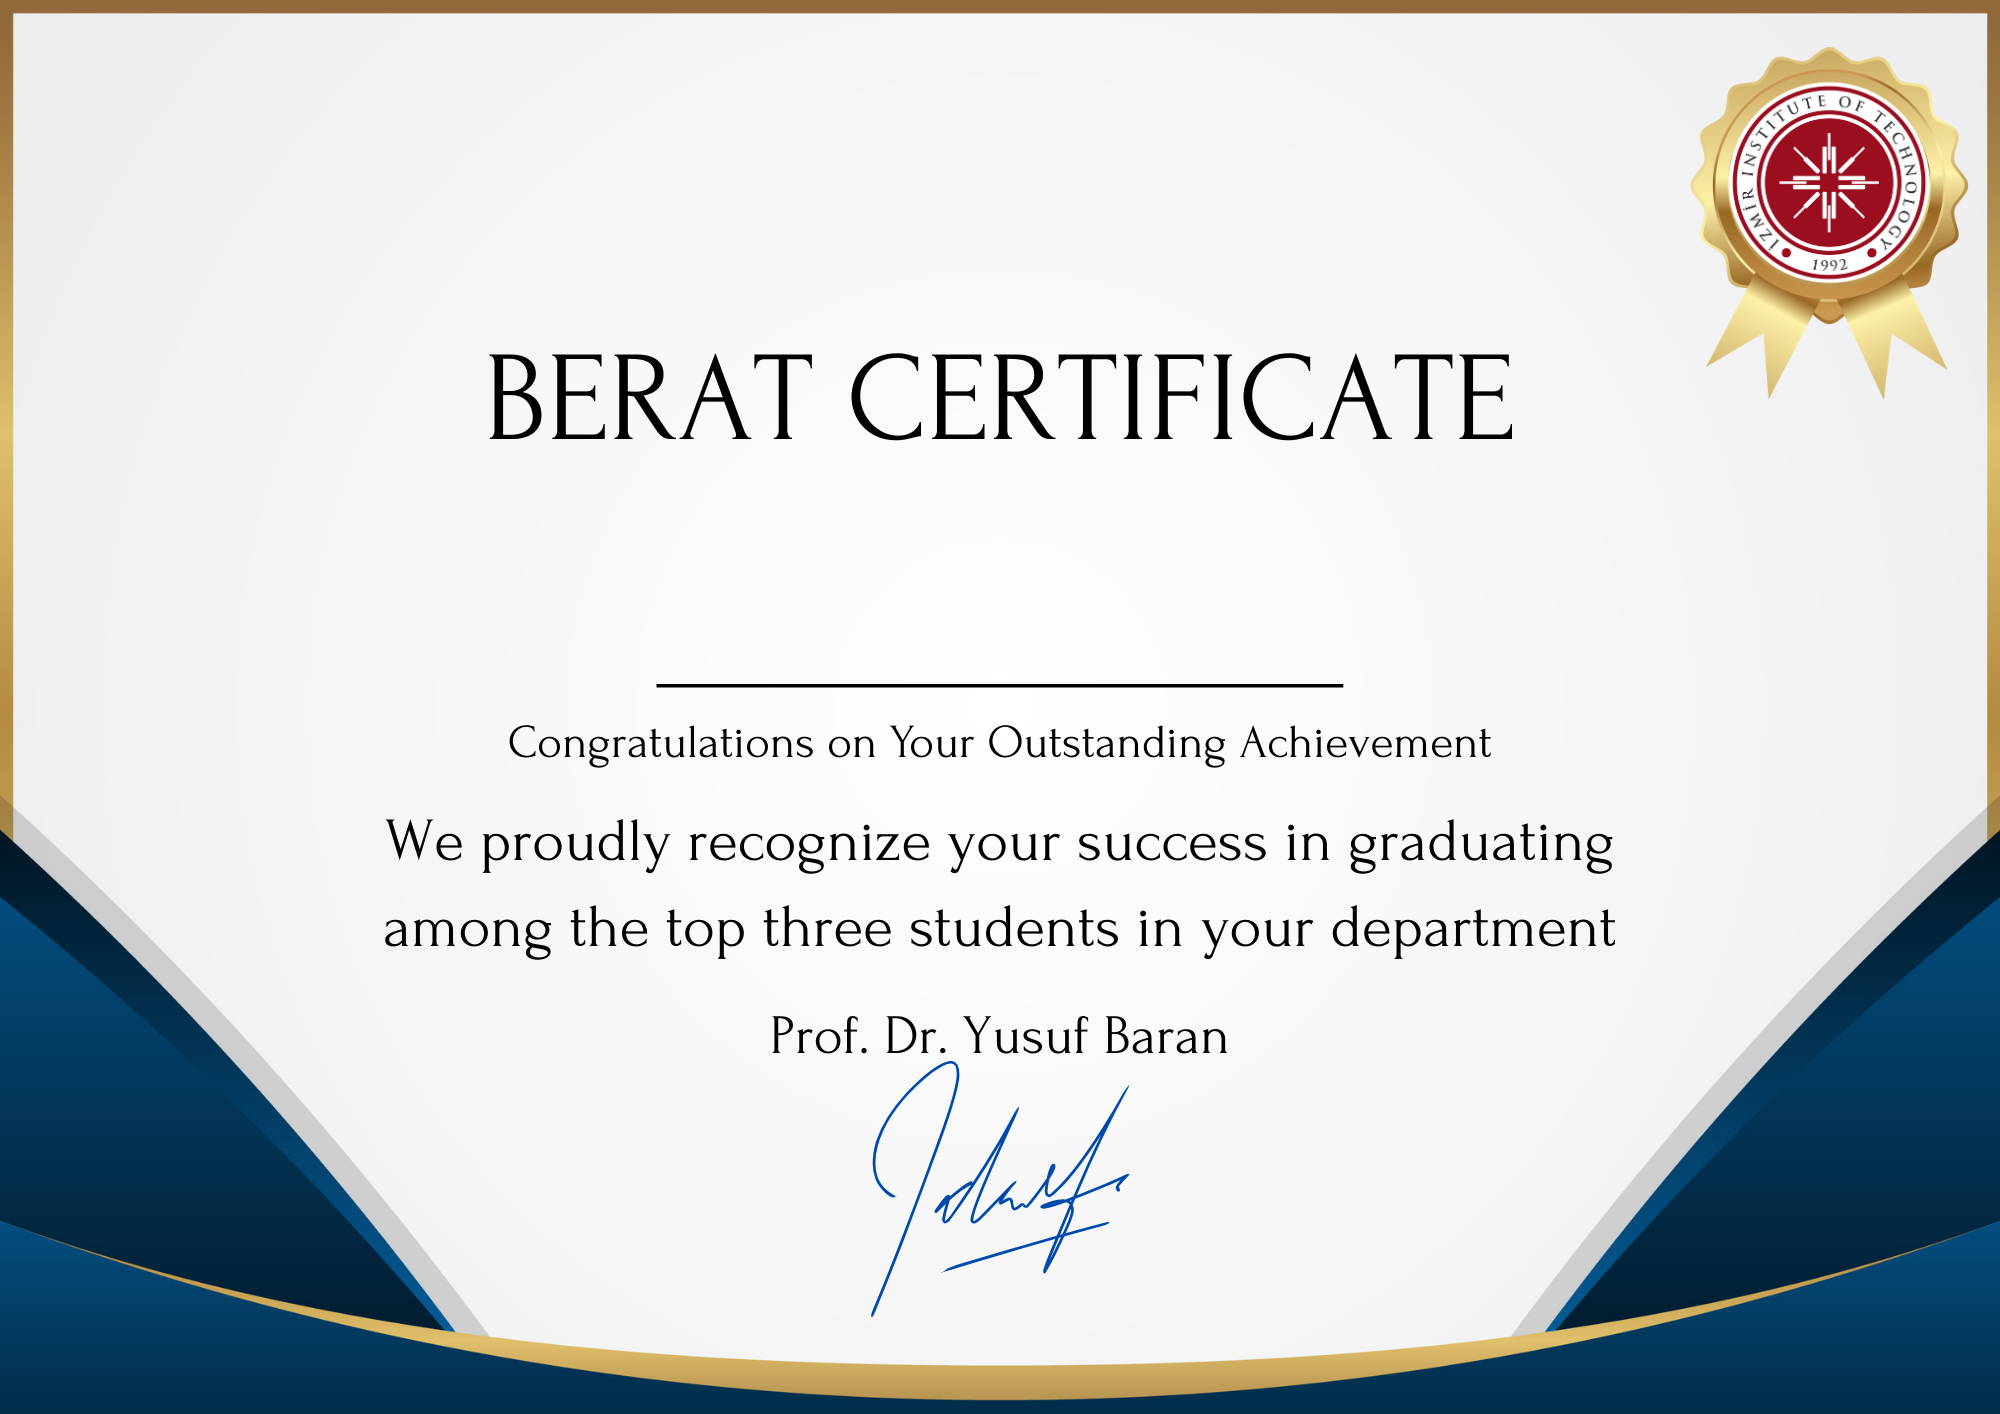 İZMİR INSTITUTE OF TECHNOLOGY
1992
BERAT CERTIFICATE
Congratulations on Your Outstanding Achievement
We proudly recognize your success in graduating
among the top three students in your department
Prof. Dr. Yusuf Baran